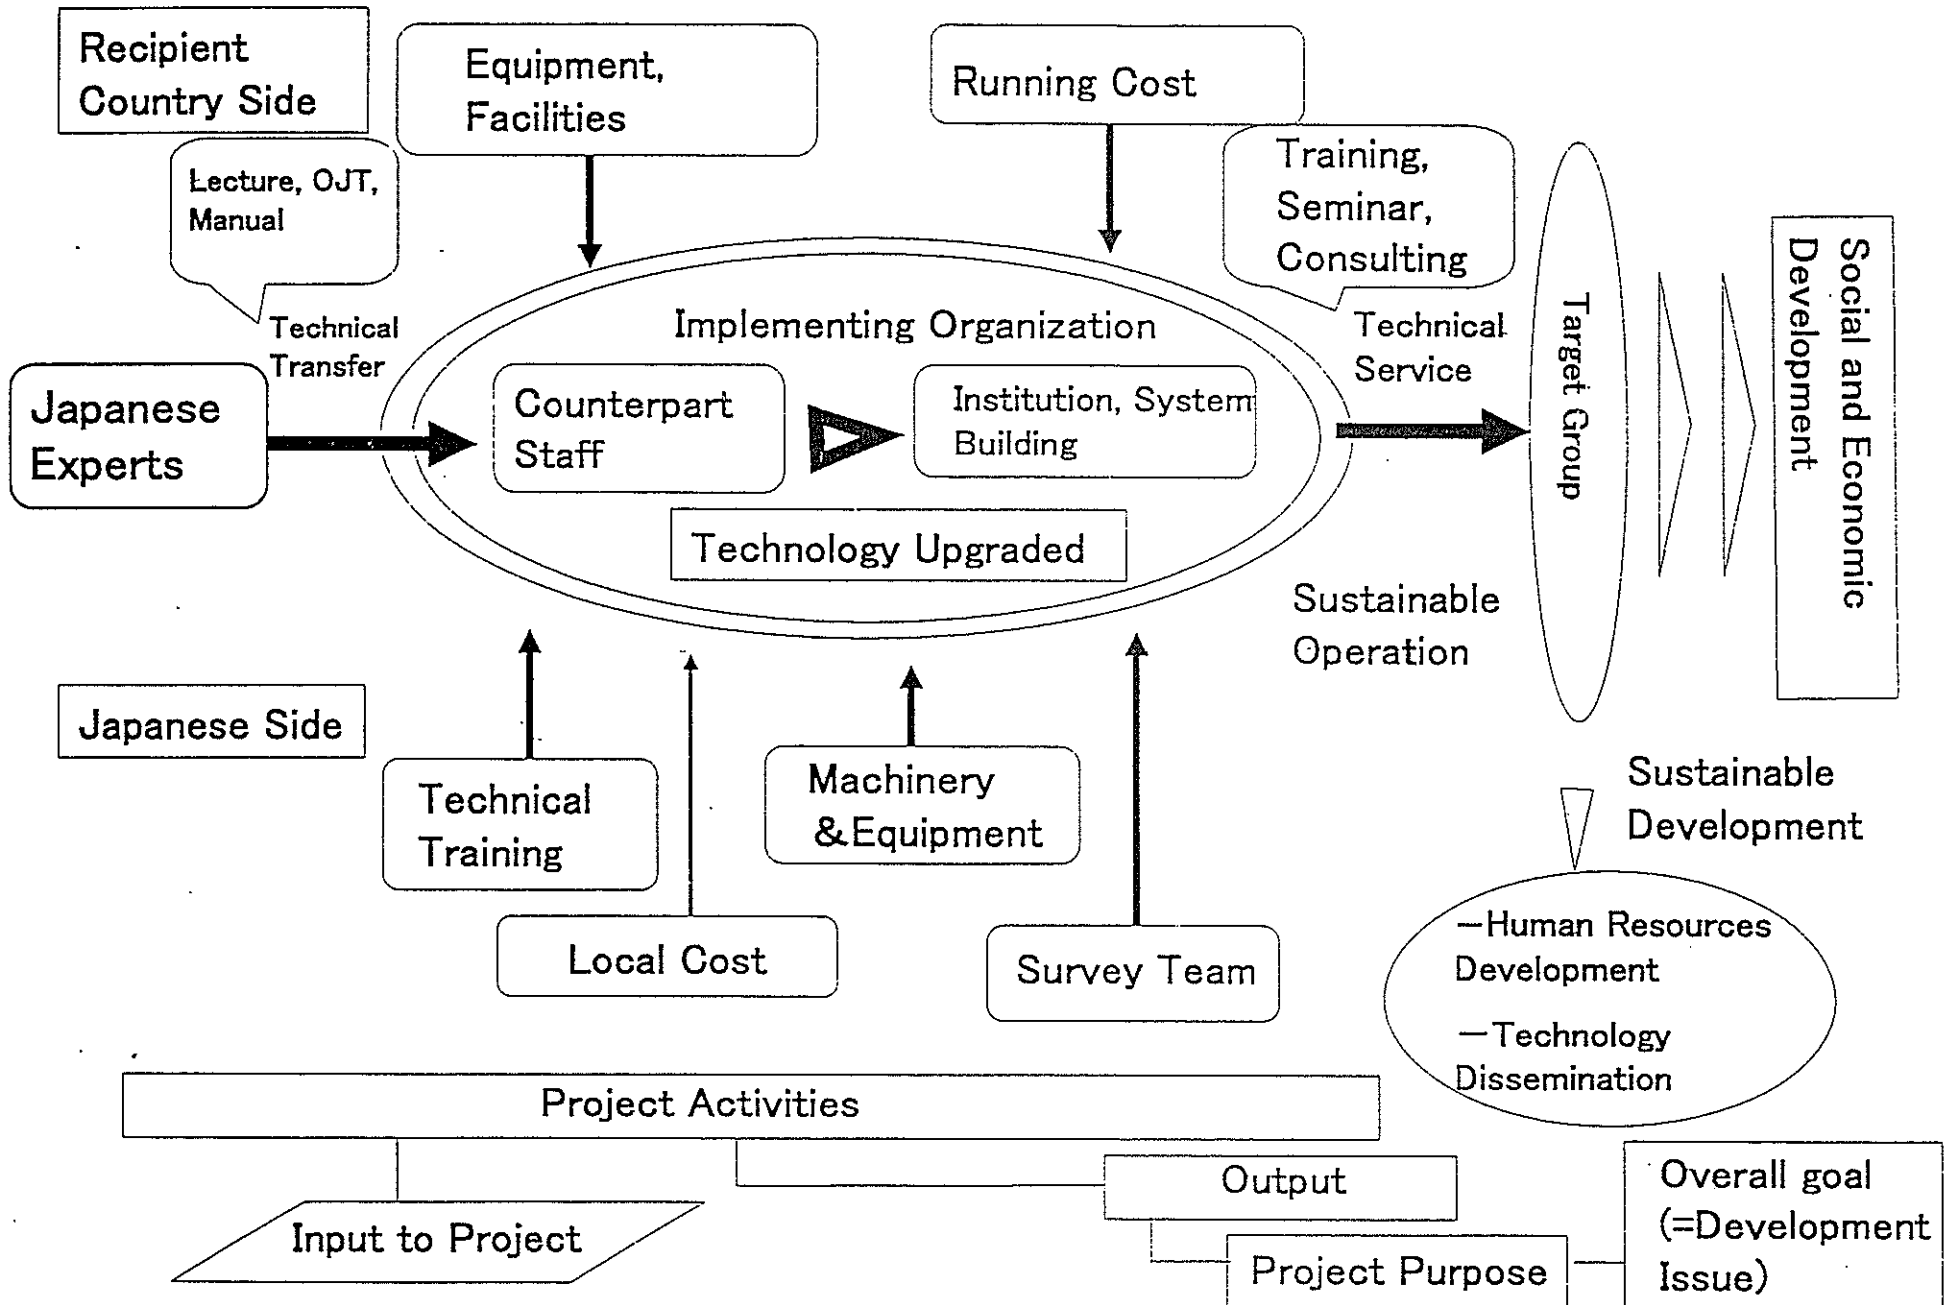 Recipient
Country Side
Equipment,
Facilities
Running Cost
Lecture, OJT,
Manual
Training,
Seminar,
Consulting
Technical
Transfer
Implementing Organization
Technical
Service
Target Group
Social and Economic
Development
Japanese
Experts
Counterpart
Staff
Institution, System
Building
Technology Upgraded
Sustainable
Operation
Japanese Side
Technical
Training
Machinery
&Equipment
Sustainable
Development
Local Cost
Survey Team
—Human Resources
Development
—Technology
Dissemination
Project Activities
Input to Project
Output
Project Purpose
Overall goal
(=Development
Issue)